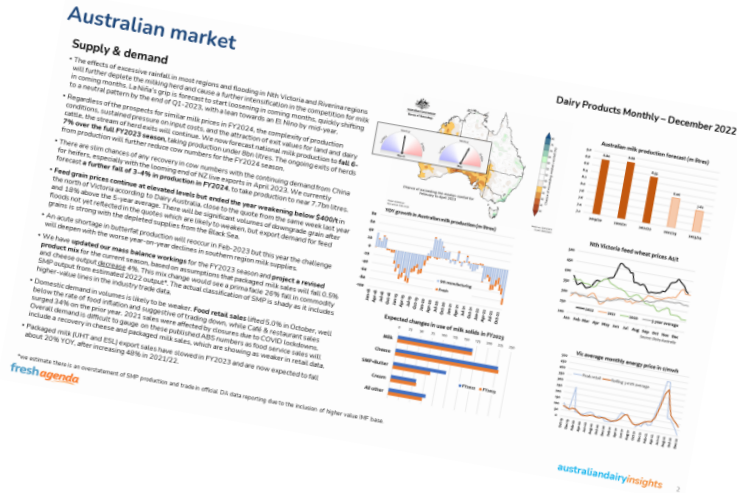 Australian market
Dairy Products Monthly – December 2022
Supply & demand
• The effects of excessive rainfall in most regions and flooding in Nth Victoria and Riverina regions
will further deplete the milking herd and cause a further intensification in the competition for milk
in coming months. La Niña's grip is forecast to start loosening in coming months, quickly shifting
to a neutral pattern by the end of Q1-2023, with a lean towards an El Nino by mid-year.
• Regardless of the prospects for similar milk prices in FY2024, the complexity of production
conditions, sustained pressure on input costs, and the attraction of exit values for land and dairy
cattle, the stream of herd exits will continue. We now forecast national milk production to fall 6-
7% over the full FY2023 season, taking production under 8bn litres. The ongoing exits of herds
from production will further reduce cow numbers for the FY2024 season.
• There are slim chances of any recovery in cow numbers with the continuing demand from China
for heifers, especially with the looming end of NZ live exports in April 2023. We currently
forecast a further fall of 3-4% in production in FY2024, to take production to near 7.7bn litres.
• Feed grain prices continue at elevated levels but ended the year weakening below $400/t in
the north of Victoria according to Dairy Australia, close to the quote from the same week last year
and 18% above the 5-year average. There will be significant volumes of downgrade grain after
floods not yet reflected in the quotes which are likely to weaken, but export demand for feed
grains is strong with the depleted supplies from the Black Sea.
• An acute shortage in butterfat production will reoccur in Feb-2023 but this year the challenge
will deepen with the worse year-on-year declines in southern region milk supplies.
• We have updated our mass balance workings for the FY2023 season and project a revised
product mix for the current season, based on assumptions that packaged milk sales will fall 0.5%
and cheese output decrease 4%. This mix change would see a prima facie 26% fall in commodity
SMP output from estimated 2022 output*. The actual classification of SMP is shady as it includes
higher-value lines in the industry trade data.
• Domestic demand in volumes is likely to be weaker. Food retail sales lifted 5.0% in October, well
below the rate of food inflation and suggestive of trading down, while Café & restaurant sales
surged 14% on the prior year. 2021 sales were affected by closures due to COVID lockdowns.
Overall demand is difficult to gauge on these published ABS numbers as food service sales will
include a recovery in cheese and packaged milk sales, which are showing as weaker in retail data.
• Packaged milk (UHT and ESL) export sales have slowed in FY2023 and are now expected to fall
about 20% YOY, after increasing 48% in 2021/22.
*we estimate there is an overstatement of SMP production and trade in official DA data reporting due to the inclusion of higher value IMF base.
freshagenda
YOY growth in Australian milk production (m litres)
Expected changes in use of milk solids in FY2023
Milk
Cheese
SMP+Butter
Cream
All other
Australian milk production forecast (m litres)
Nth Victoria feed wheat prices A$/t
Vic average monthly energy price in c/mwh
australiandairyinsights
2